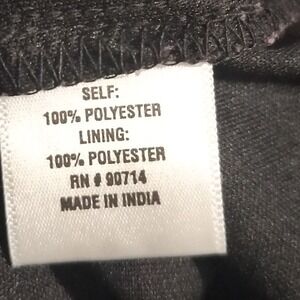 SELF:
100% POLYESTER
LINING:
100% POLYESTER
RN # 90714
MADE IN INDIA